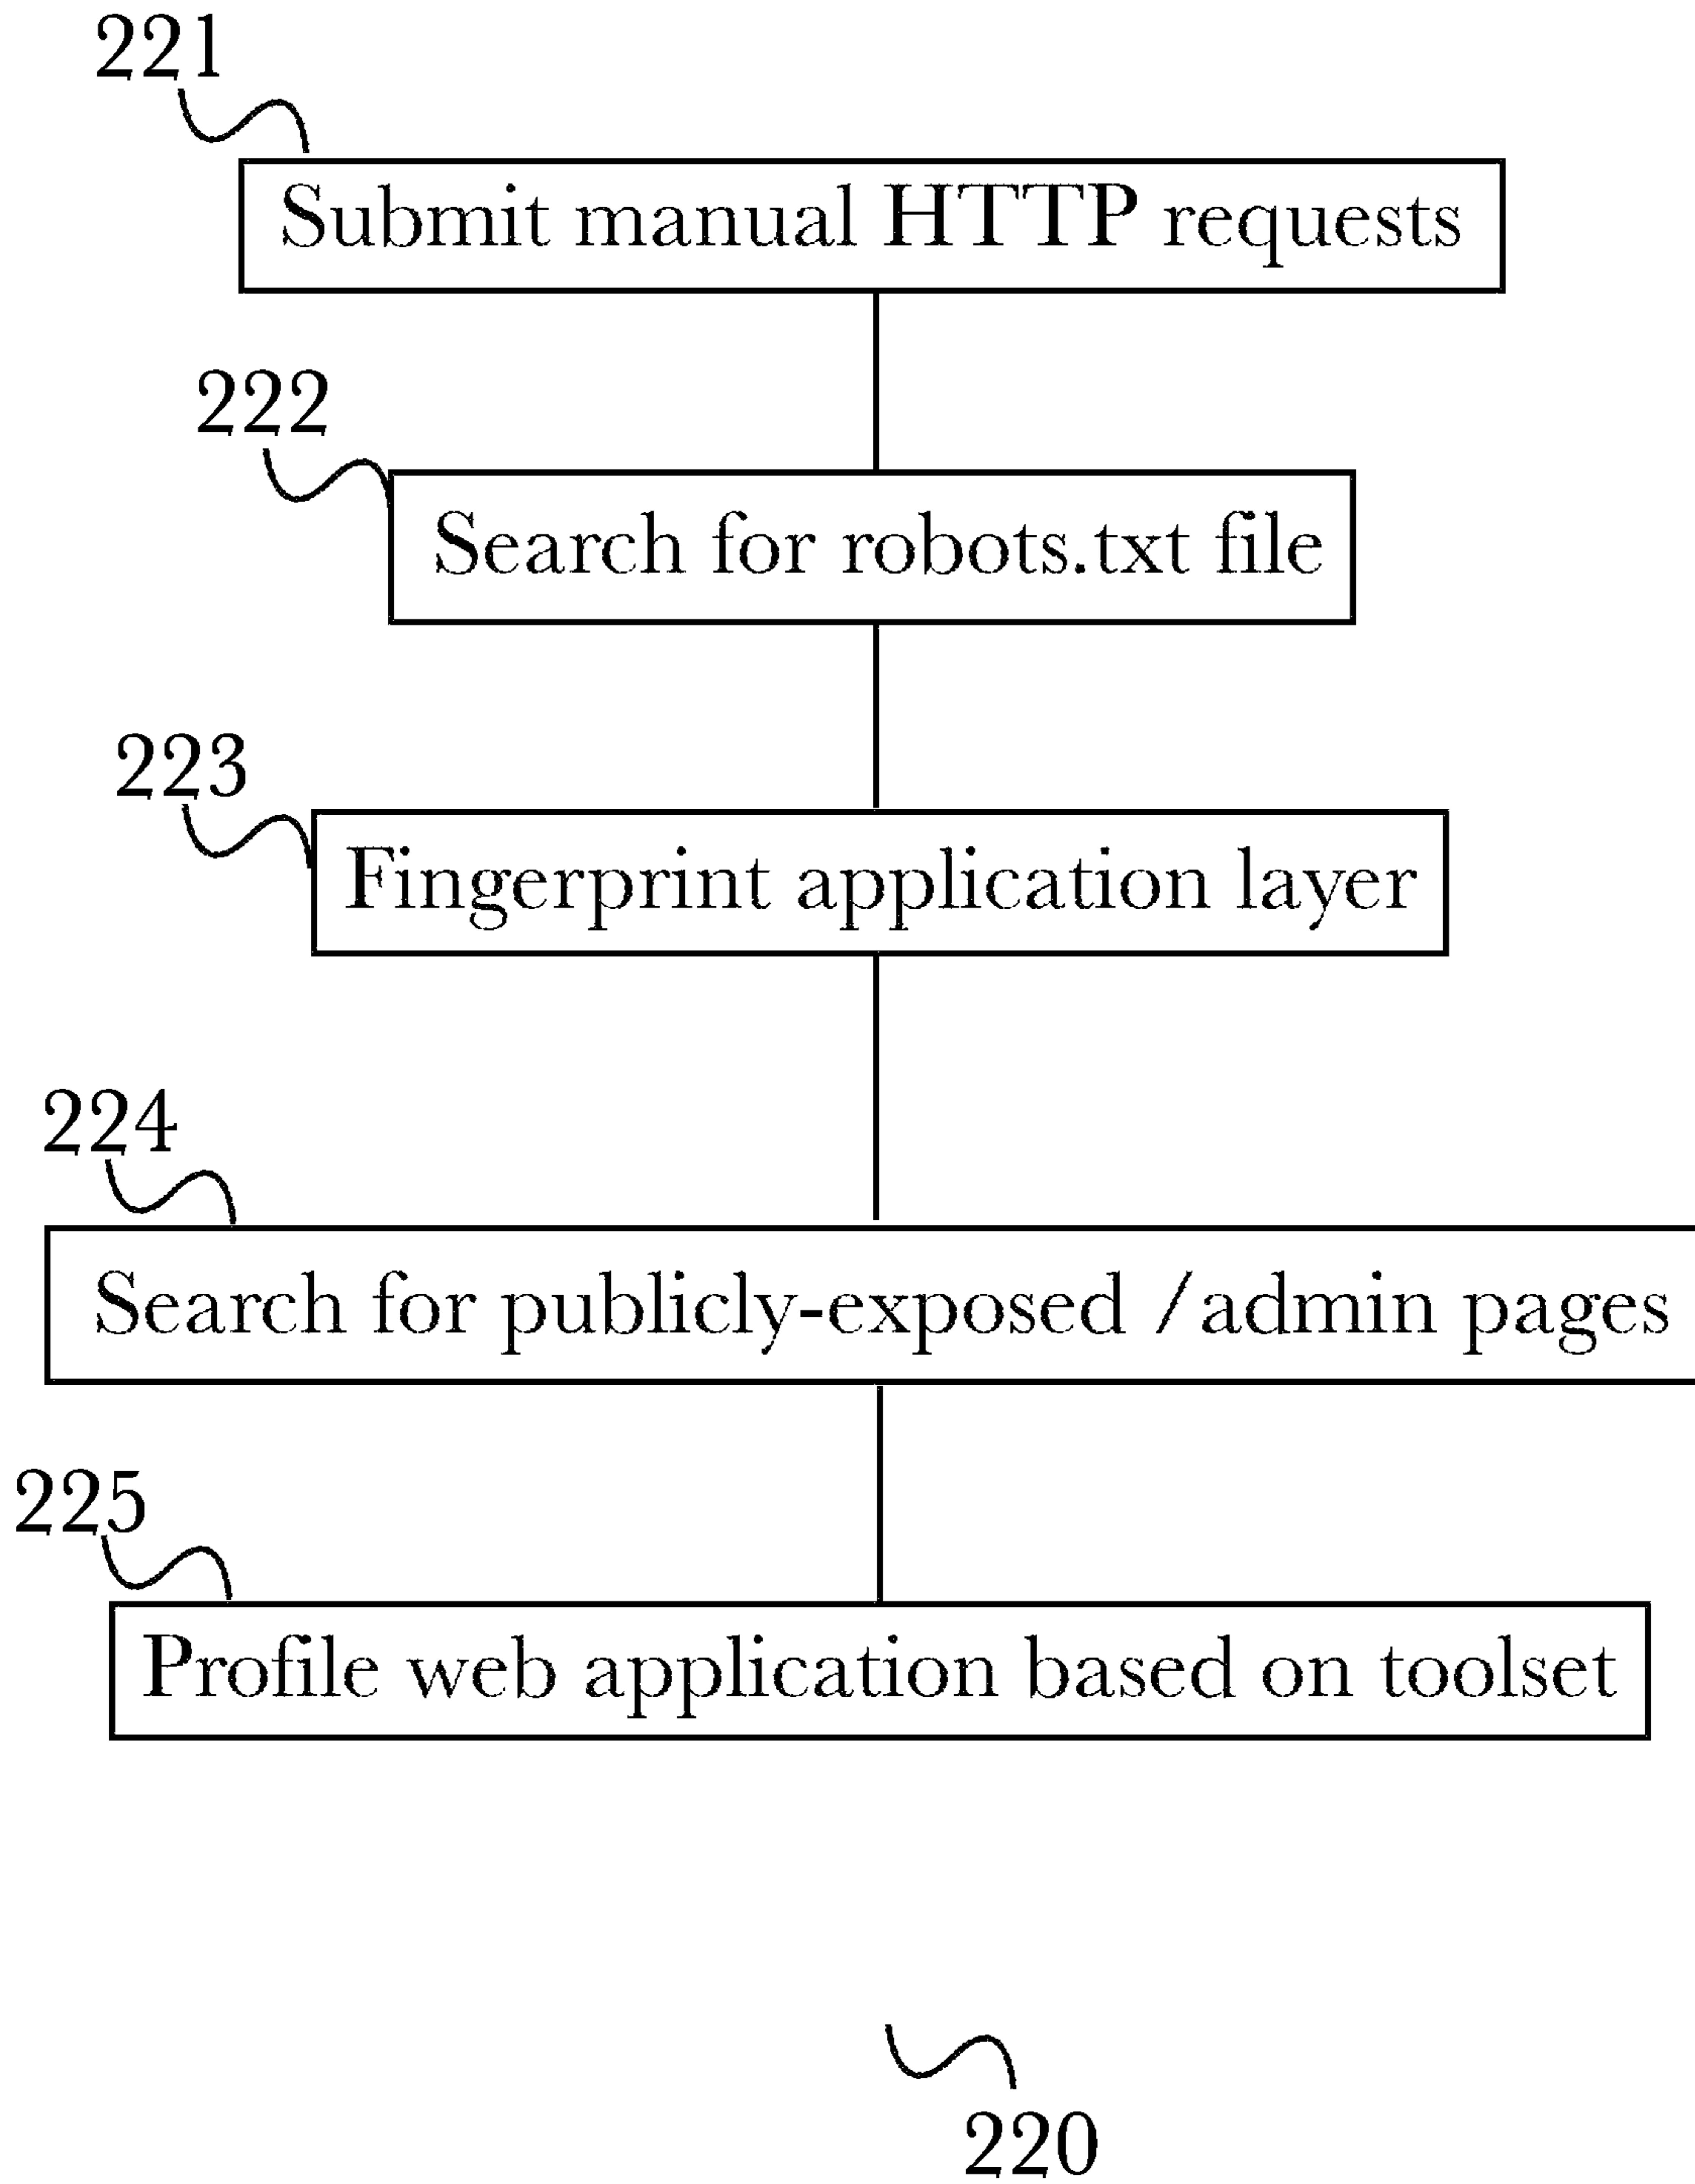 221
Submit manual HTTP requests
222
Search for robots.txt file
223
Fingerprint application layer
224
Search for publicly-exposed /admin pages
225
Profile web application based on toolset
220